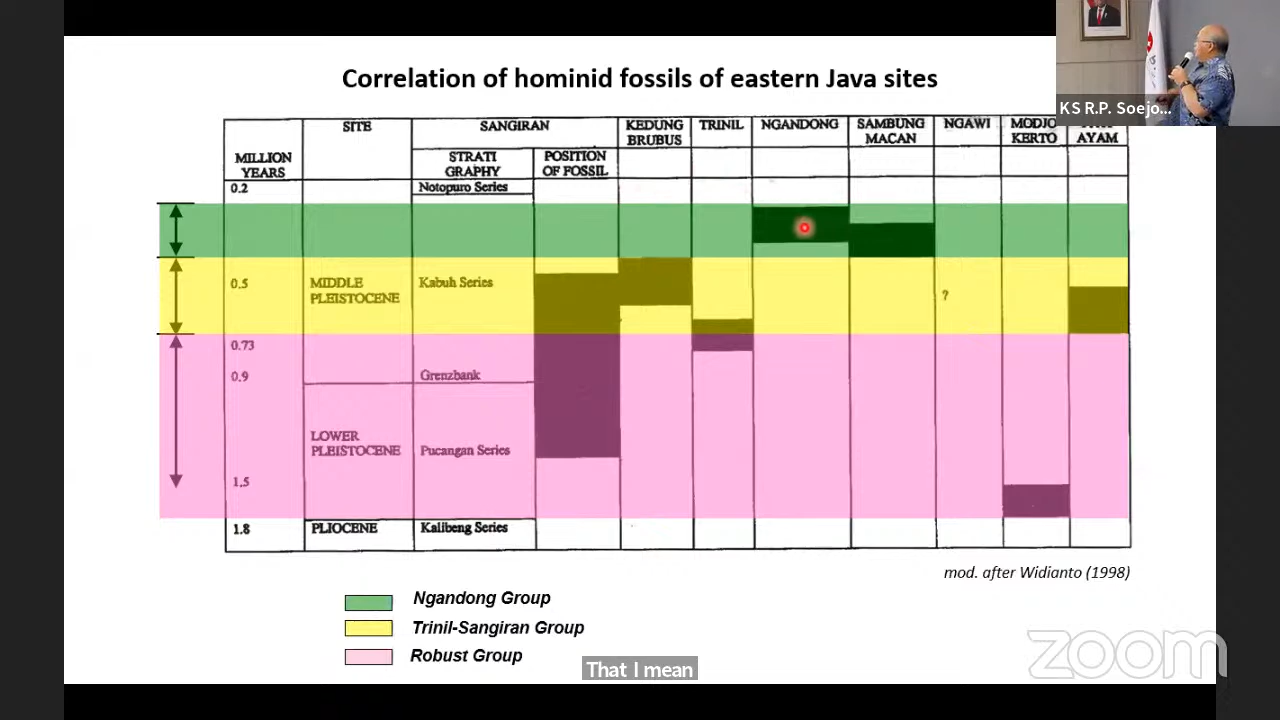 Correlation of hominid fossils of eastern Java sites
KS R.P. Soejo...
MILLION YEARS
SITE
SANGIRAN
KEDUNG BRUBUS
TRINIL
NGANDONG
SAMBUNG MACAN
NGAWI
MODJO KERTO
AYAM
STRATI GRAPHY
POSITION OF FOSSIL
0.2
Notopuro Series
0.5
MIDDLE PLEISTOCENE
Kabuh Series
?
0.73
0.9
Grenzbank
LOWER PLEISTOCENE
Pucangan Series
1.5
1.8
PLIOCENE
Kalibeng Series
mod. after Widianto (1998)
Ngandong Group
Trinil-Sangiran Group
Robust Group
That I mean
zoom